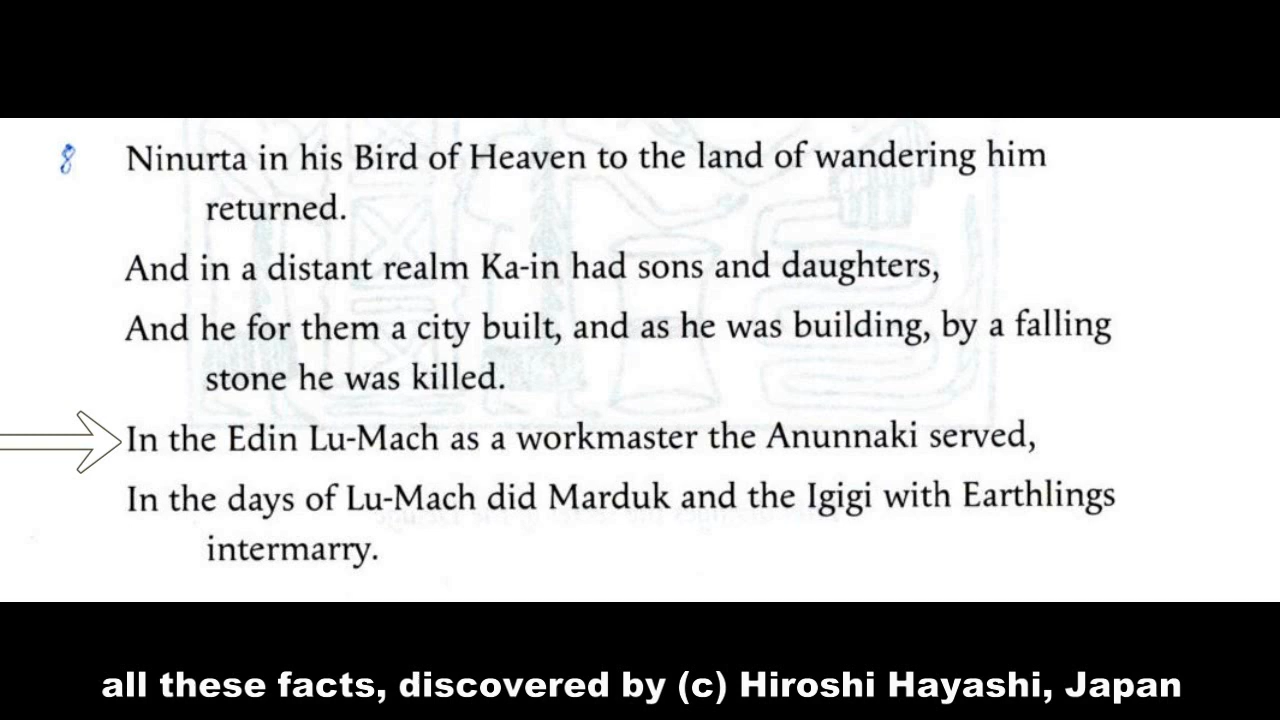 8
Ninurta in his Bird of Heaven to the land of wandering him
returned.
And in a distant realm Ka-in had sons and daughters,
And he for them a city built, and as he was building, by a falling
stone he was killed.
In the Edin Lu-Mach as a workmaster the Anunnaki served,
In the days of Lu-Mach did Marduk and the Igigi with Earthlings
intermarry.
all these facts, discovered by (c) Hiroshi Hayashi, Japan